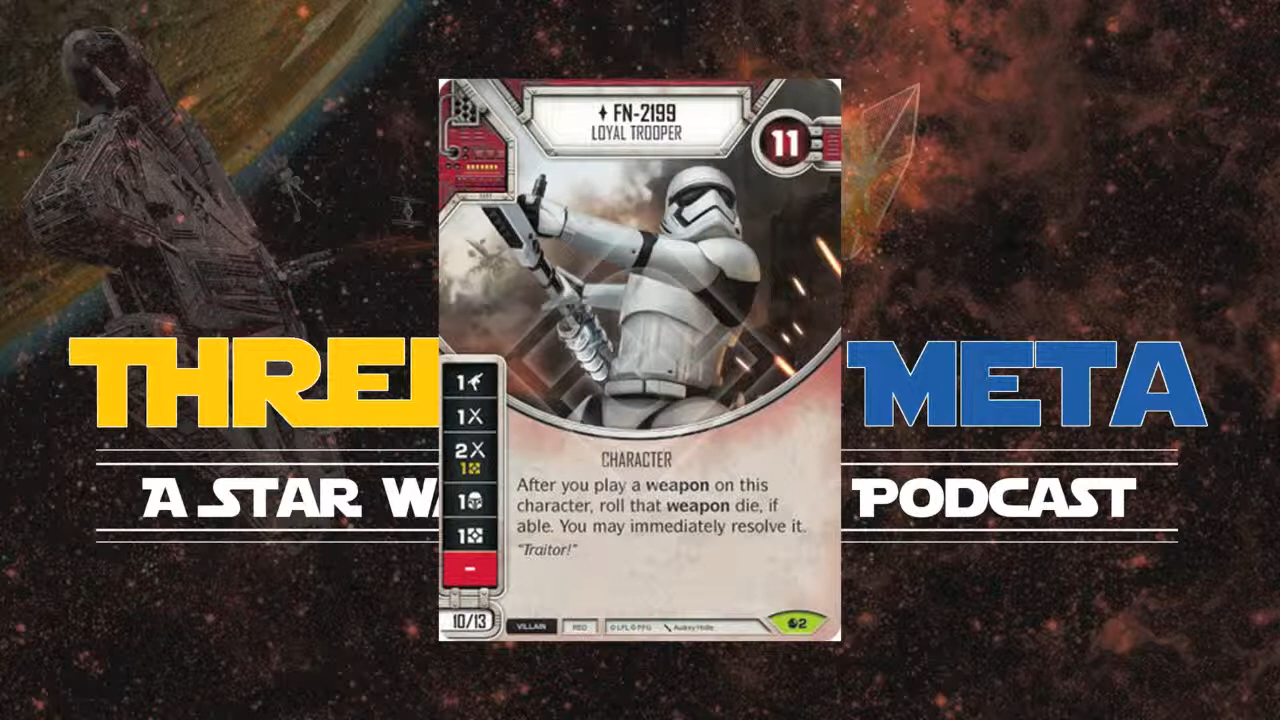 FN-2199
LOYAL TROOPER
11
THRE
META
A STAR WA
PODCAST
1
1
2
1
1
1
-
CHARACTER
After you play a weapon on this
character, roll that weapon die, if
able. You may immediately resolve it.
"Traitor!"
10/13
VILLAIN
RED
©LFL ©FFG
2